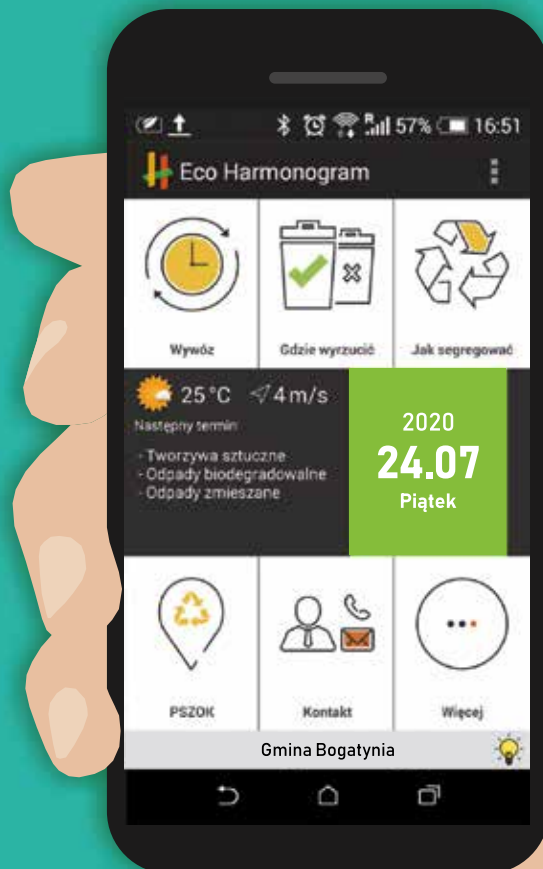 57% 16:51
Eco Harmonogram
Wywóz
Gdzie wyrzucić
Jak segregować
25°C 4m/s
Następny termin
- Tworzywa sztuczne
- Odpady biodegradowalne
- Odpady zmieszane
2020
24.07
Piątek
PSZOK
Kontakt
Więcej
Gmina Bogatynia